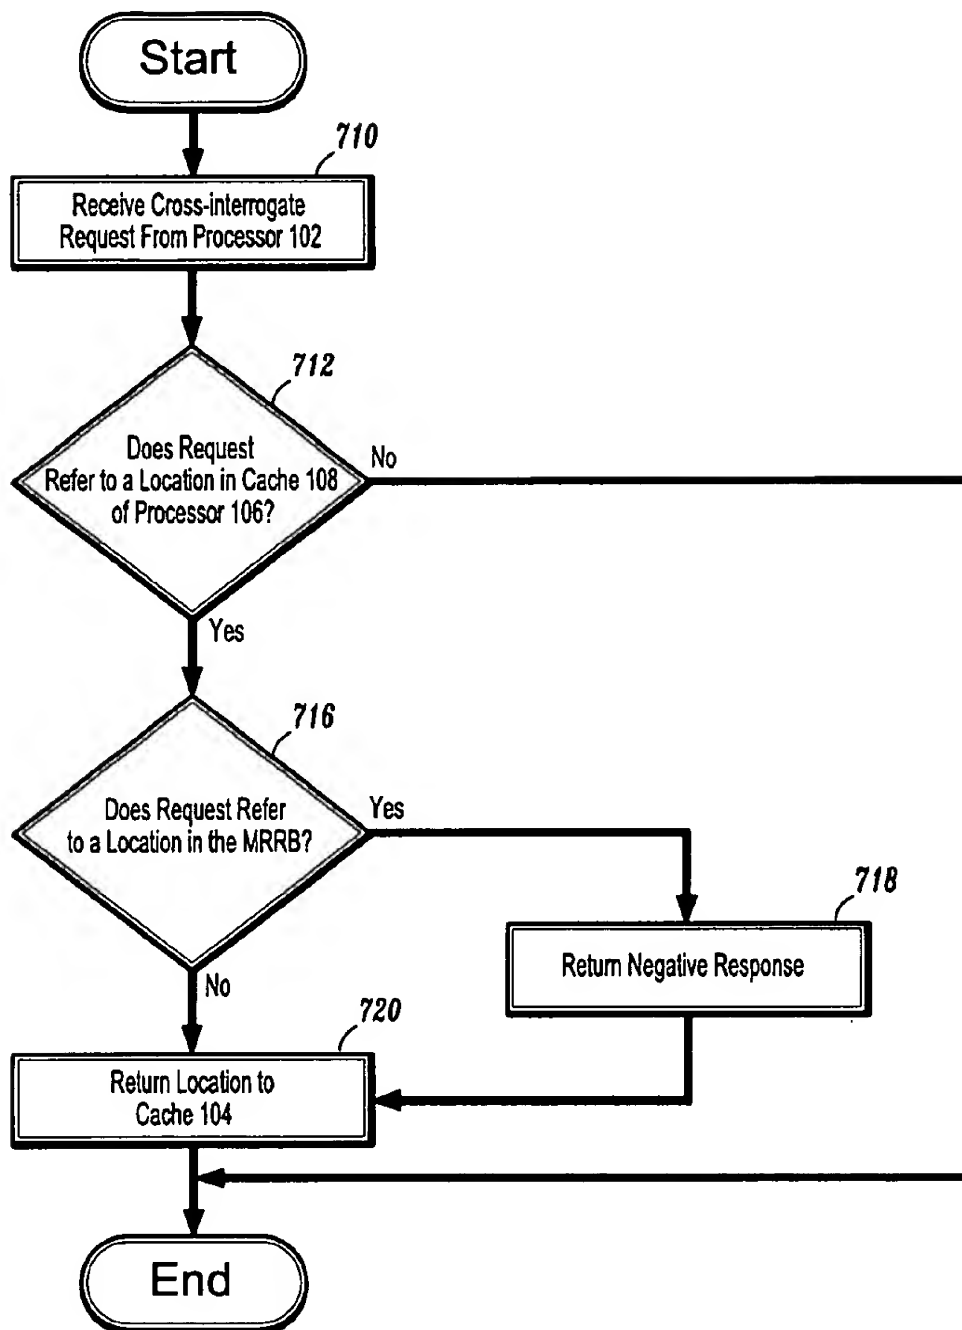 Start
710
Receive Cross-interrogate
Request From Processor 102
712
Does Request
Refer to a Location in Cache 108
of Processor 106?
No
Yes
716
Does Request Refer
to a Location in the MRRB?
Yes
718
Return Negative Response
No
720
Return Location to
Cache 104
End